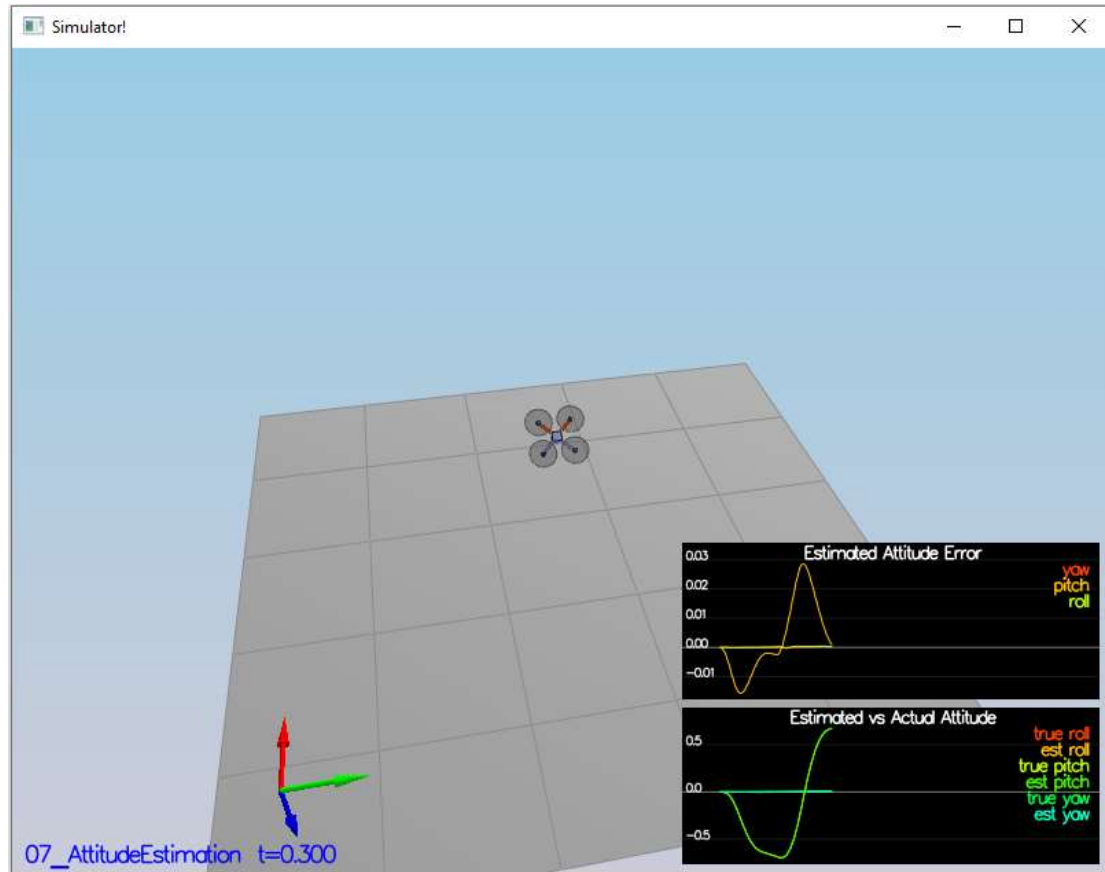 Simulator!
0.03
Estimated Attitude Error
yaw
0.02
pitch
roll
0.01
0.00
-0.01
Estimated vs Actual Attitude
true roll
0.5
est roll
true pitch
est pitch
0.0
true yaw
est yaw
-0.5
07_AttitudeEstimation t=0.300